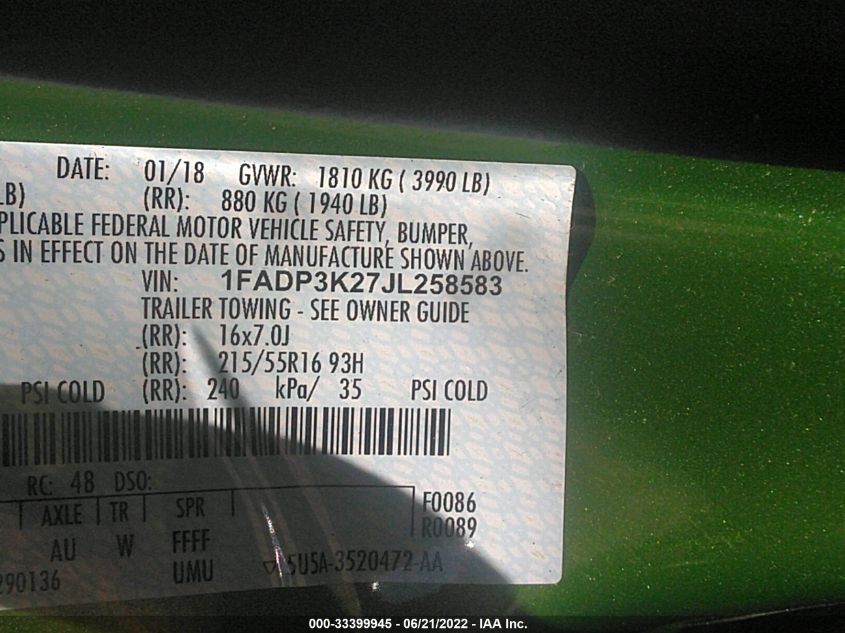 DATE: 01/18 GVWR: 1810 KG ( 3990 LB)
LB) (RR): 880 KG ( 1940 LB)
PLICABLE FEDERAL MOTOR VEHICLE SAFETY, BUMPER,
S IN EFFECT ON THE DATE OF MANUFACTURE SHOWN ABOVE.
VIN: 1FADP3K27JL258583
TRAILER TOWING - SEE OWNER GUIDE
(RR): 16x7.0J
(RR): 215/55R16 93H
PSI COLD (RR): 240 kPa/ 35 PSI COLD
RC: 48 DSO:
AXLE TR SPR F0086
R0089
AU W FFFF
290136 UMU 5U5A-3520472-AA
000-33399945 - 06/21/2022 - IAA Inc.